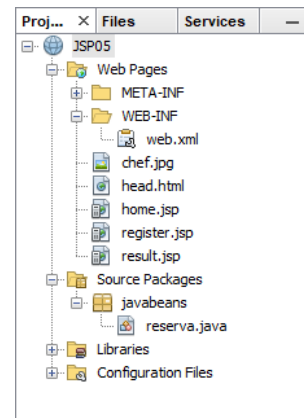 Proj... × Files Services
JSP05
Web Pages
META-INF
WEB-INF
web.xml
chef.jpg
head.html
home.jsp
register.jsp
result.jsp
Source Packages
javabeans
reserva.java
Libraries
Configuration Files